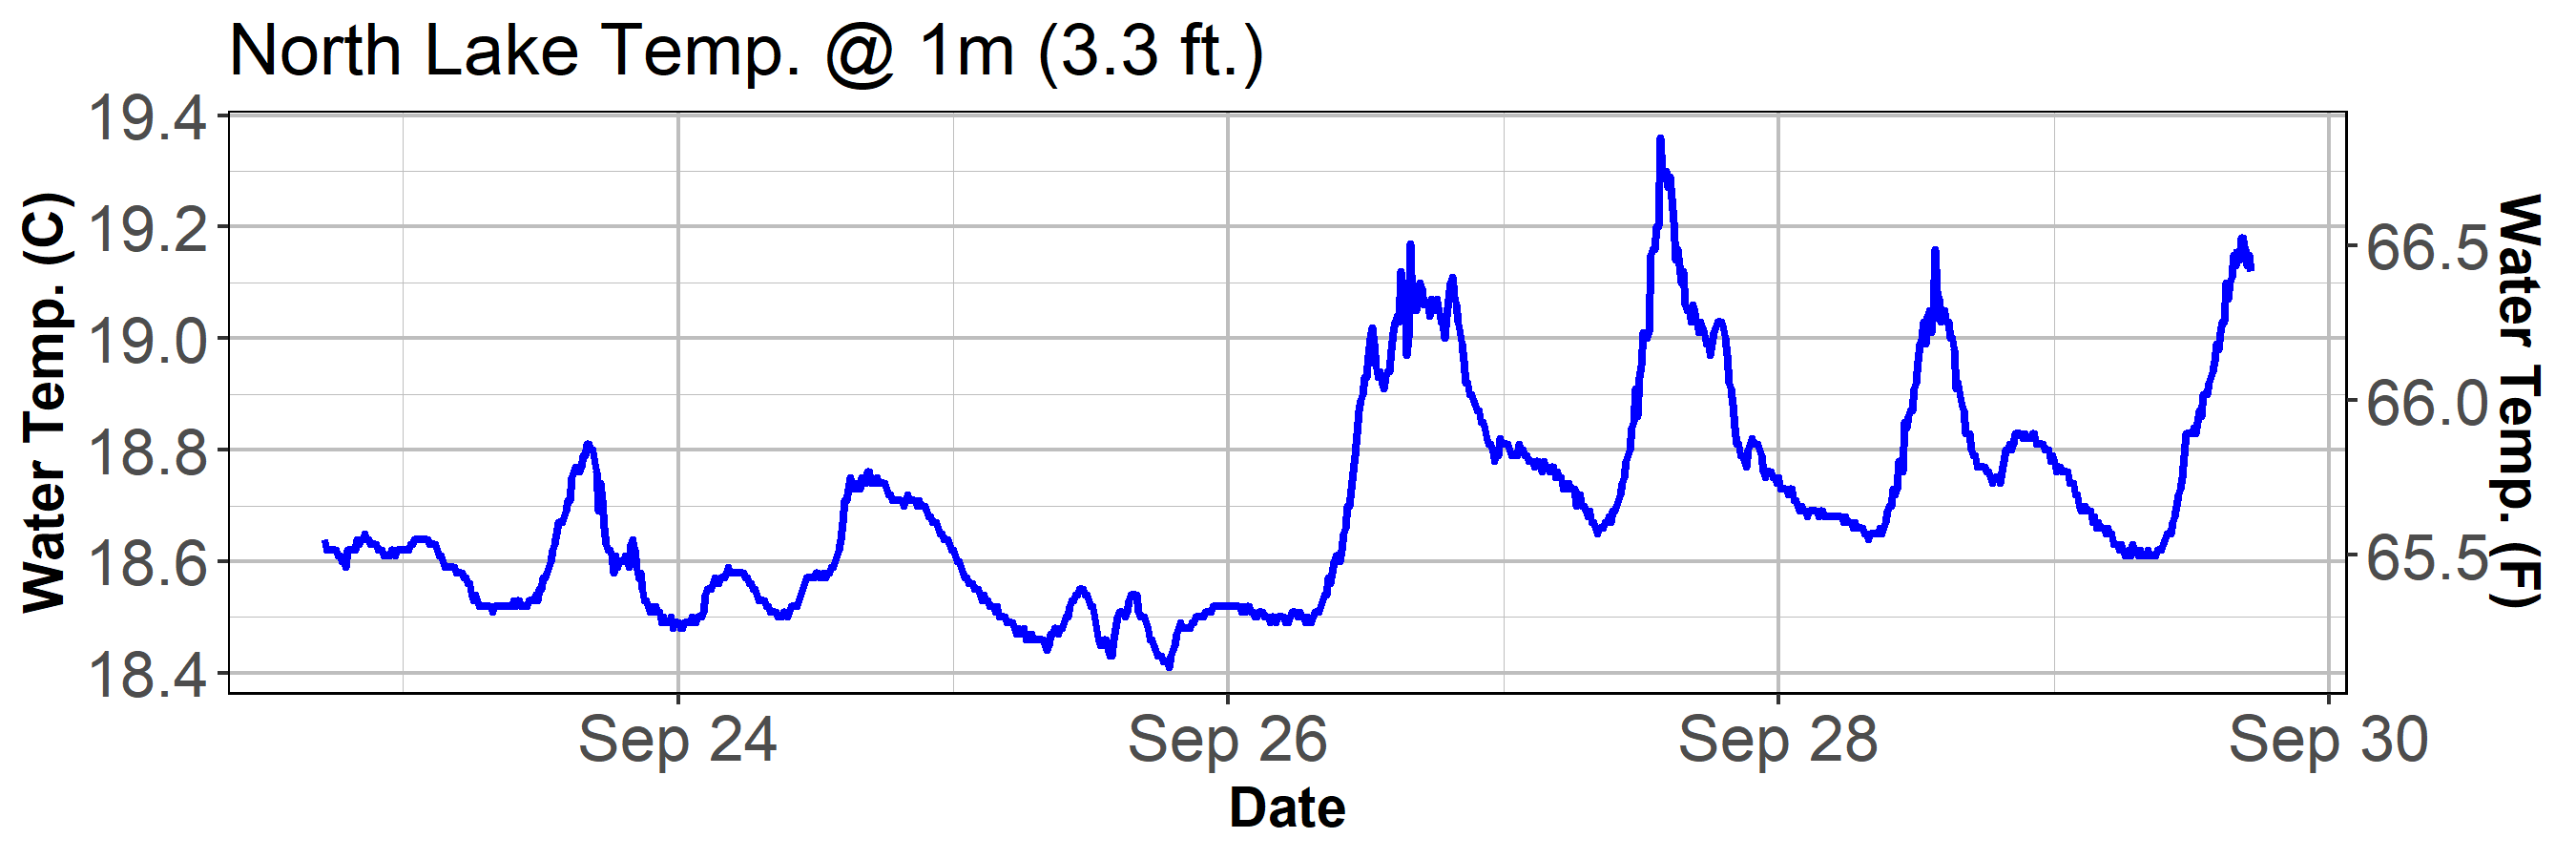 North Lake Temp. @ 1m (3.3 ft.)
Water Temp. (C)
19.4
19.2
19.0
18.8
18.6
18.4
66.5
66.0
65.5
Water Temp. (F)
Sep 24
Sep 26
Sep 28
Sep 30
Date